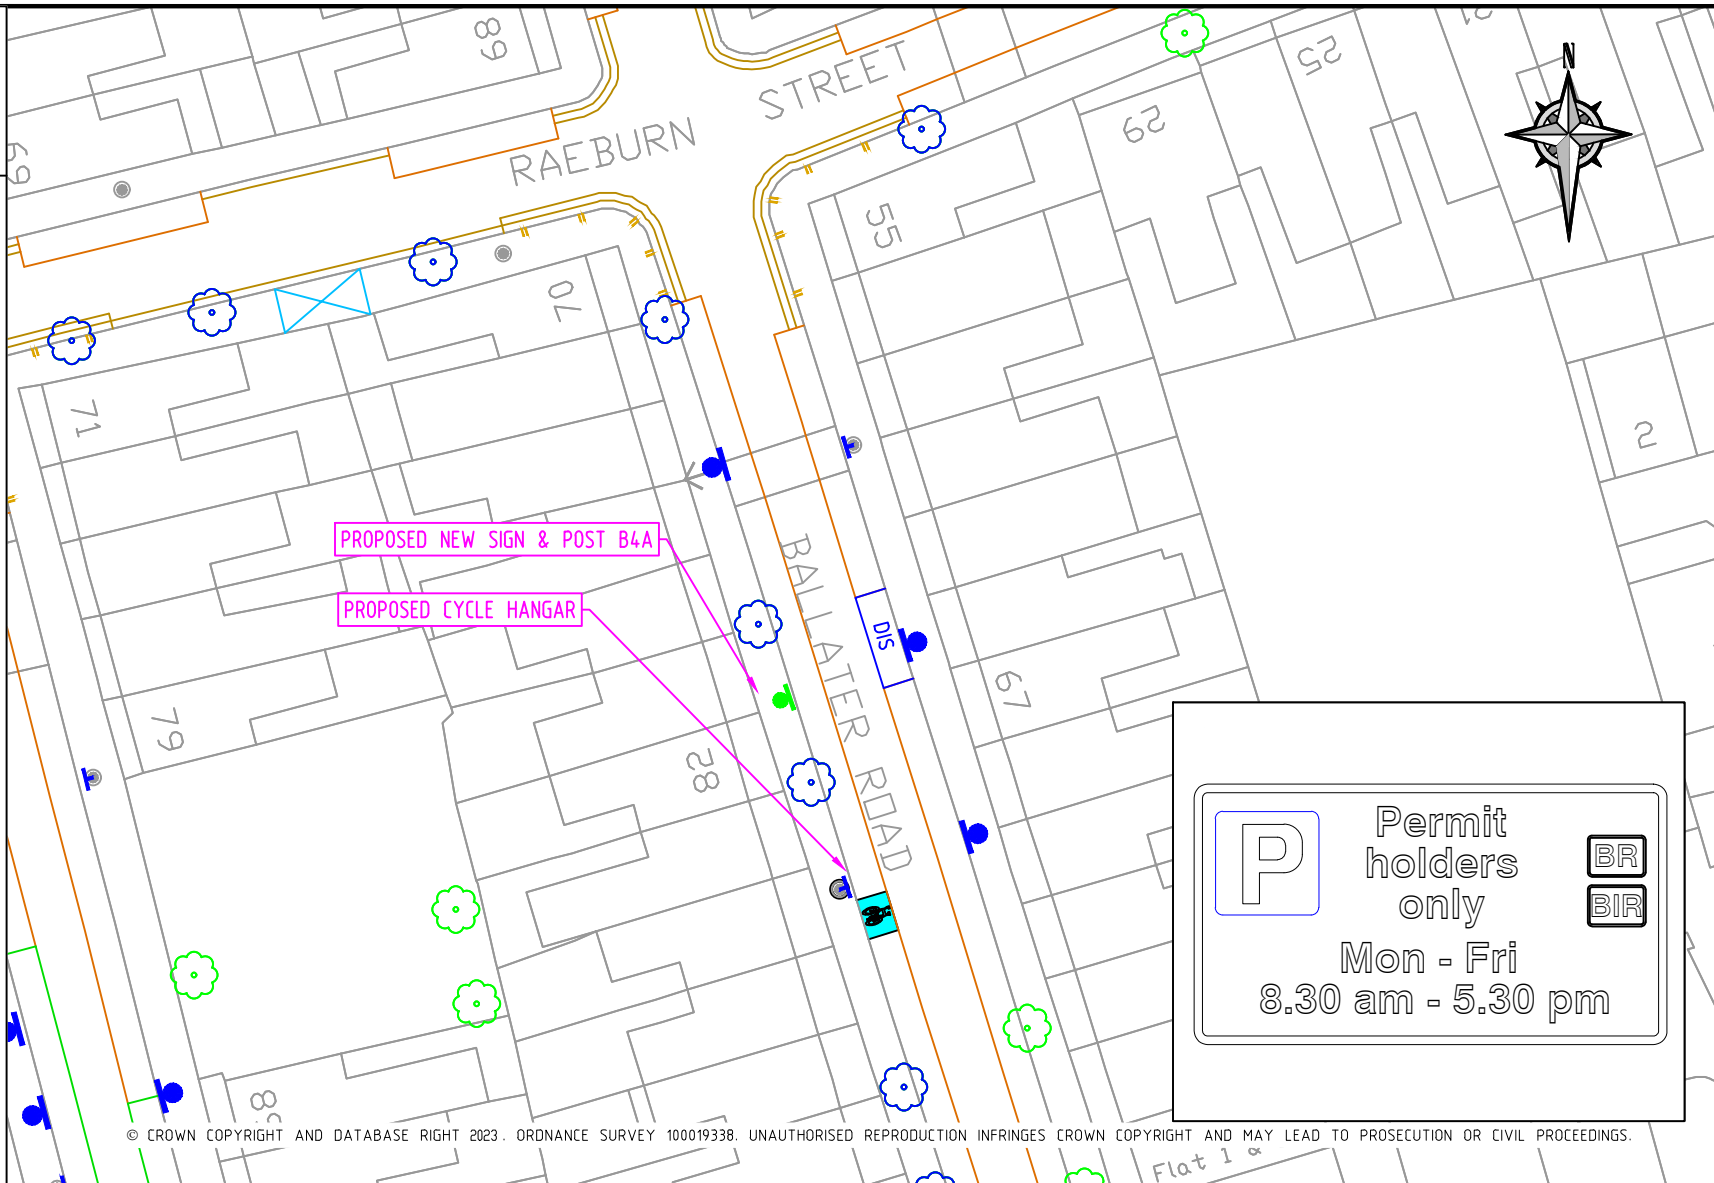 89
25
N
STREET
29
RAEBURN
69
55
70
71
2
PROPOSED NEW SIGN & POST B4A
BALLATER ROAD
PROPOSED CYCLE HANGAR
DIS
67
79
28
P
Permit
holders
only
BR
BIR
Mon - Fri
8.30 am - 5.30 pm
© CROWN COPYRIGHT AND DATABASE RIGHT 2023. ORDNANCE SURVEY 100019338. UNAUTHORISED REPRODUCTION INFRINGES CROWN COPYRIGHT AND MAY LEAD TO PROSECUTION OR CIVIL PROCEEDINGS.
Flat 1 &